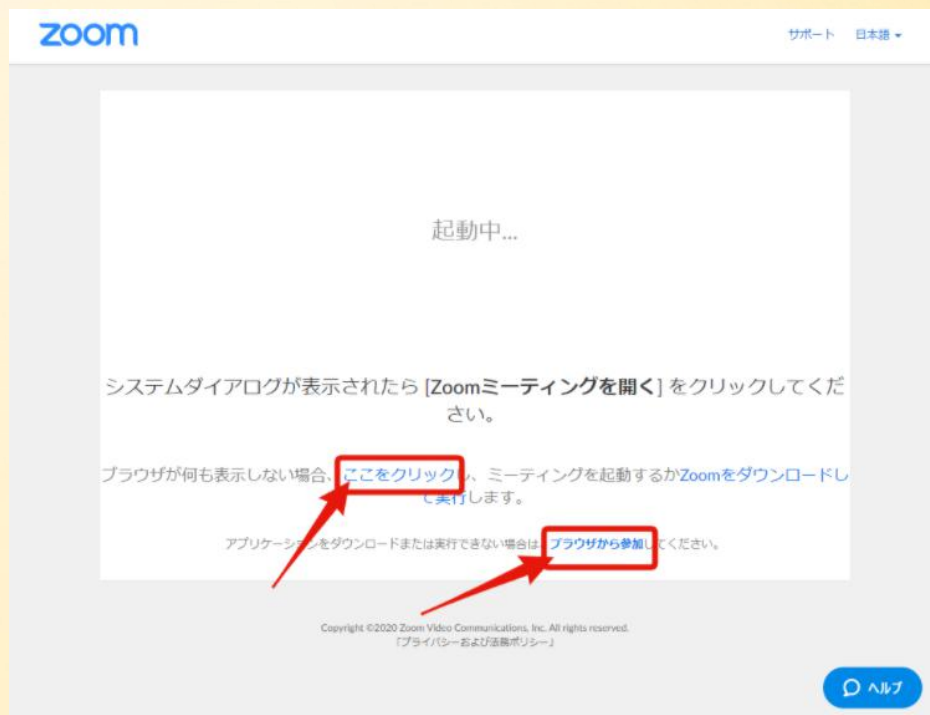 zoom
サポート 日本語
起動中...
システムダイアログが表示されたら [Zoomミーティングを開く] をクリックしてくだ
さい。
ブラウザが何も表示しない場合、ここをクリックし、ミーティングを起動するかZoomをダウンロードし
て実行します。
アプリケーションをダウンロードまたは実行できない場合は、ブラウザから参加してください。
Copyright ©2020 Zoom Video Communications, Inc. All rights reserved.
「プライバシーおよび法務ポリシー」
ヘルプ